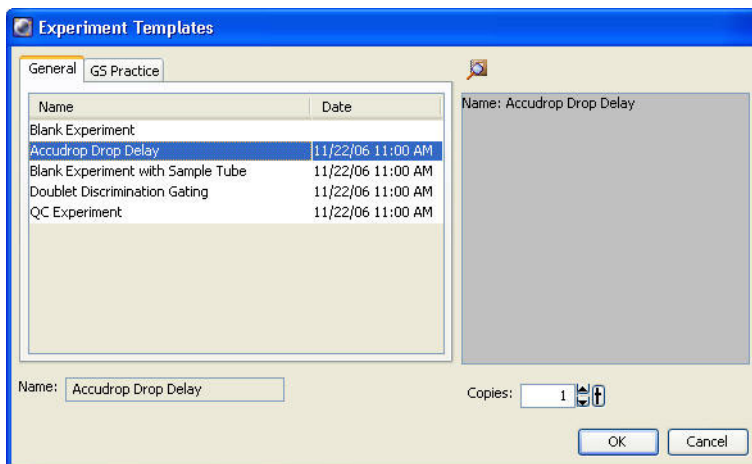 Experiment Templates
General GS Practice
Name Date
Blank Experiment
Accudrop Drop Delay 11/22/06 11:00 AM
Blank Experiment with Sample Tube 11/22/06 11:00 AM
Doublet Discrimination Gating 11/22/06 11:00 AM
QC Experiment 11/22/06 11:00 AM
Name: Accudrop Drop Delay
Name: Accudrop Drop Delay
Copies: 1
OK Cancel